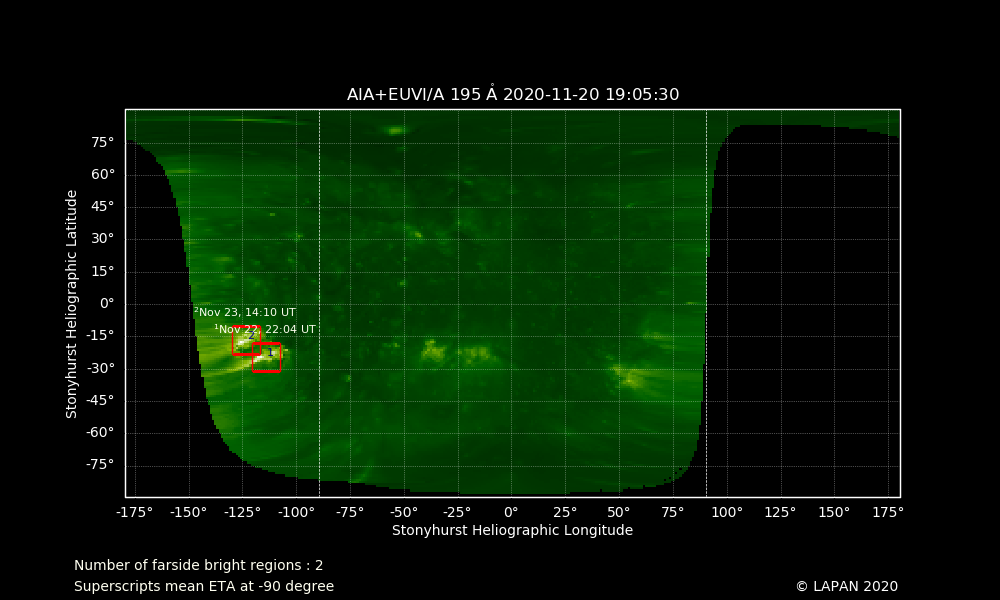 AIA+EUVI/A 195 Å 2020-11-20 19:05:30
Stonyhurst Heliographic Latitude
75°
60°
45°
30°
15°
0°
-15°
-30°
-45°
-60°
-75°
²Nov 23, 14:10 UT
¹Nov 22, 22:04 UT
2
1
-175° -150° -125° -100° -75° -50° -25° 0° 25° 50° 75° 100° 125° 150° 175°
Stonyhurst Heliographic Longitude
Number of farside bright regions : 2
Superscripts mean ETA at -90 degree
© LAPAN 2020